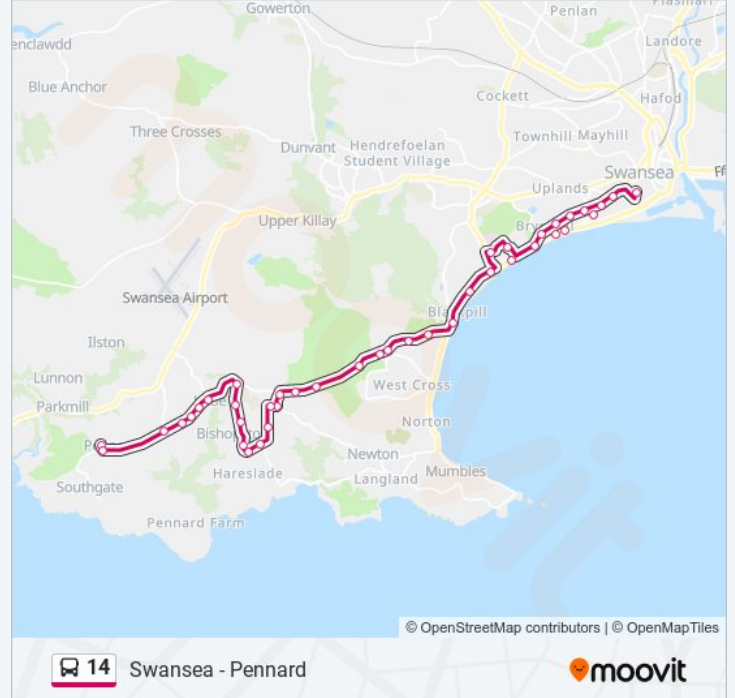 Gowerton
Penlan
enclawdd
Landore
Blue Anchor
Cockett
Hafod
Three Crosses
Townhill
Mayhill
Dunvant
Hendrefoelan
Student Village
Swansea
Uplands
Upper Killay
Swansea Airport
Ilston
Lunnon
West Cross
Parkmill
Norton
Newton
Hareslade
Langland
Mumbles
Southgate
Pennard Farm
© OpenStreetMap contributors | © OpenMapTiles
14
Swansea - Pennard
moovit